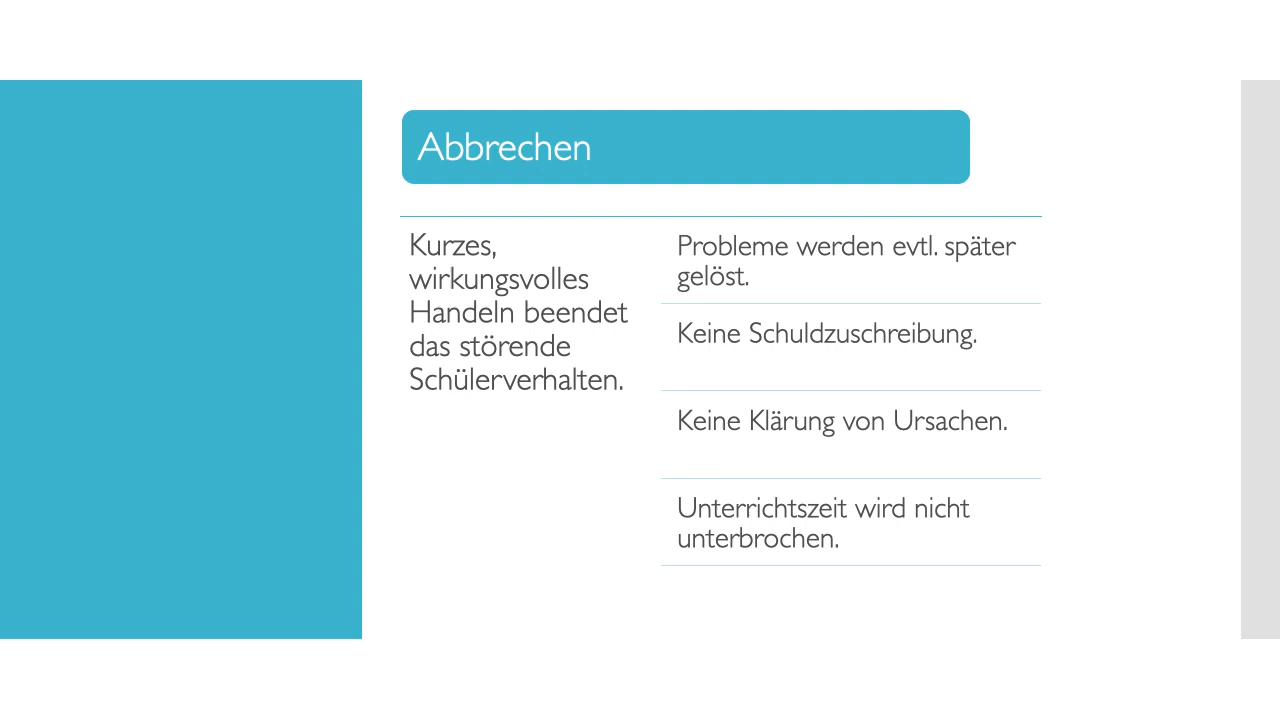 Abbrechen
Kurzes,
wirkungsvolles
Handeln beendet
das störende
Schülerverhalten.
Probleme werden evtl. später
gelöst.
Keine Schuldzuschreibung.
Keine Klärung von Ursachen.
Unterrichtszeit wird nicht
unterbrochen.